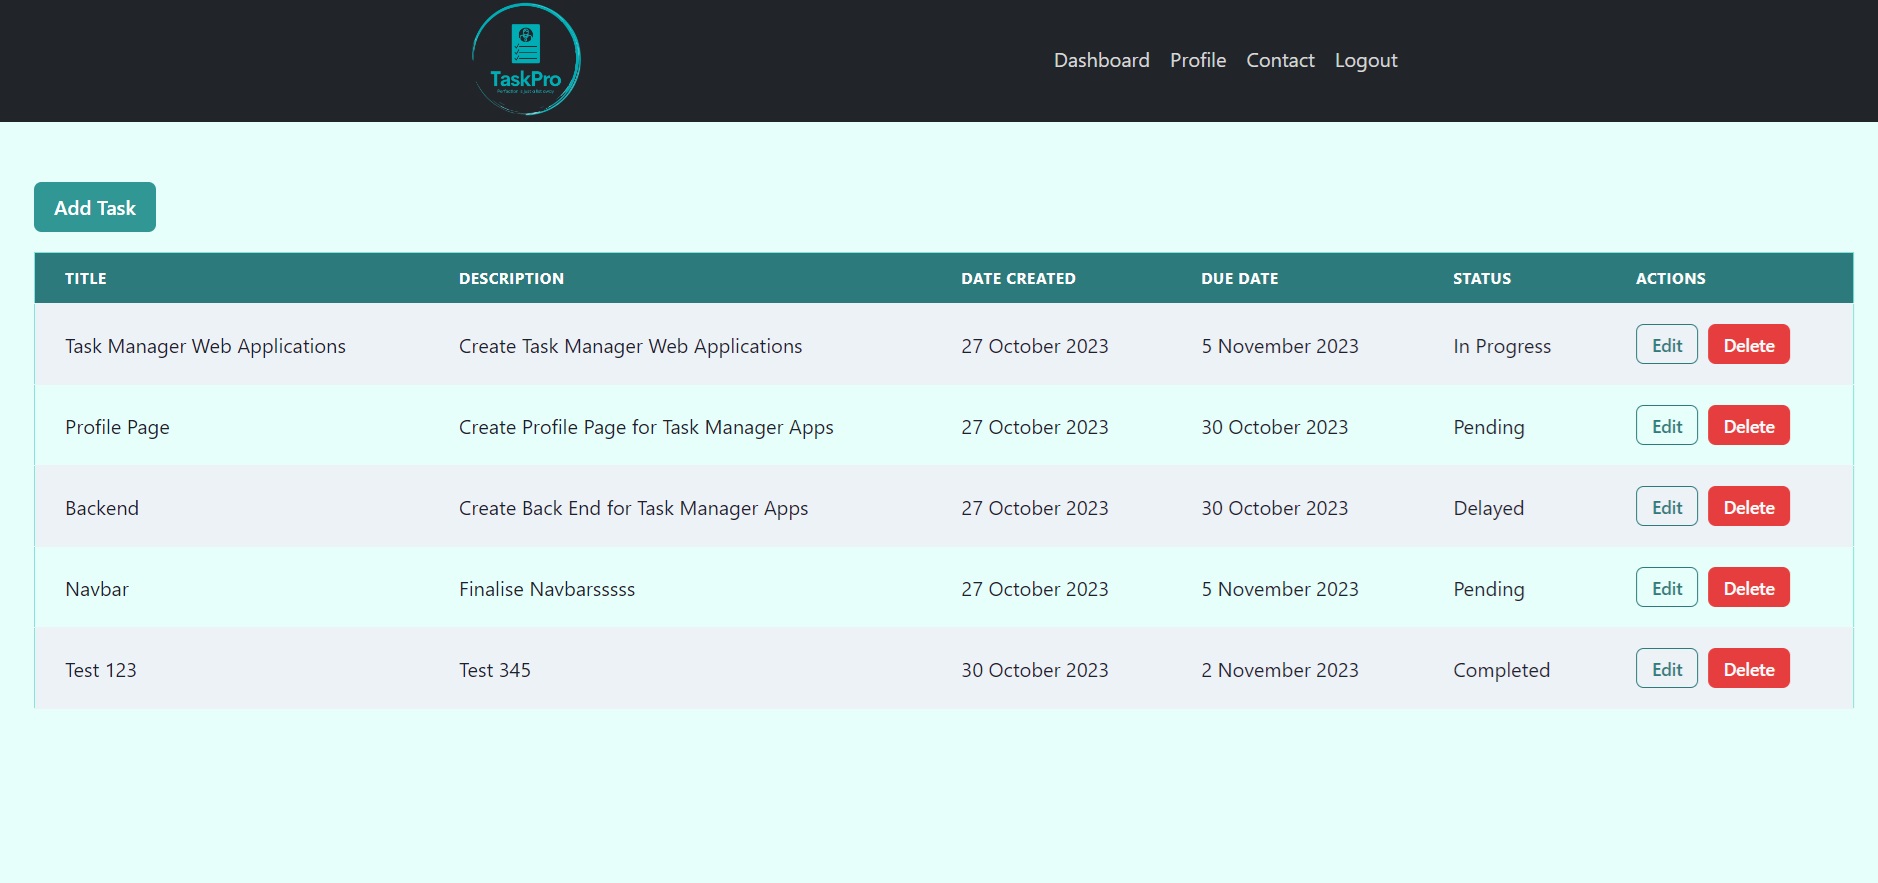 TaskPro
Dashboard Profile Contact Logout
Add Task
TITLE DESCRIPTION DATE CREATED DUE DATE STATUS ACTIONS
Task Manager Web Applications Create Task Manager Web Applications 27 October 2023 5 November 2023 In Progress Edit Delete
Profile Page Create Profile Page for Task Manager Apps 27 October 2023 30 October 2023 Pending Edit Delete
Backend Create Back End for Task Manager Apps 27 October 2023 30 October 2023 Delayed Edit Delete
Navbar Finalise Navbarsssss 27 October 2023 5 November 2023 Pending Edit Delete
Test 123 Test 345 30 October 2023 2 November 2023 Completed Edit Delete